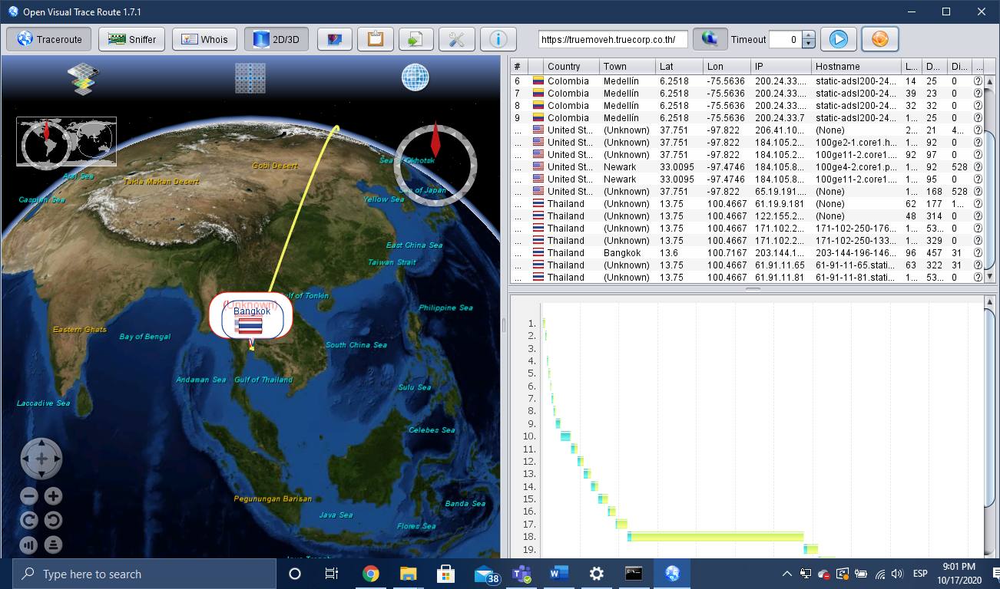 Open Visual Trace Route 1.7.1
Traceroute Sniffer Whois 2D/3D https://truemoveh.truecorp.co.th/ Timeout 0
# Country Town Lat Lon IP Hostname L... D... Di... ...
6 Colombia Medellín 6.2518 -75.5636 200.24.33.... static-adsl200-24... 14 25 0
7 Colombia Medellín 6.2518 -75.5636 200.24.33.... static-adsl200-24... 39 23 0
8 Colombia Medellín 6.2518 -75.5636 200.24.33.... static-adsl200-24... 32 32 0
9 Colombia Medellín 6.2518 -75.5636 200.24.33.7 static-adsl200-24... 1... 25 0
... United St... (Unknown) 37.751 -97.822 206.41.10... (None) 2... 21 4...
... United St... (Unknown) 37.751 -97.822 184.105.2... 100ge2-1.core1.h... 1... 92 0
... United St... (Unknown) 37.751 -97.822 184.105.2... 100ge11-2.core1.... 92 97 0
... United St... Newark 33.0095 -97.4746 184.105.8... 100ge4-2.core1.p... 1... 92 528
... United St... Newark 33.0095 -97.4746 184.105.8... 100ge11-2.core1.... 1... 95 0
... United St... (Unknown) 37.751 -97.822 65.19.191.... (None) 1... 168 528
... Thailand (Unknown) 13.75 100.4667 61.19.9.181 (None) 62 177 1...
... Thailand (Unknown) 13.75 100.4667 122.155.2... (None) 48 314 0
... Thailand (Unknown) 13.75 100.4667 171.102.2... 171-102-250-176... 1... 53... 0
... Thailand (Unknown) 13.75 100.4667 171.102.2... 171-102-250-133... 1... 329 0
... Thailand Bangkok 13.6 100.7167 203.144.1... 203-144-196-146... 96 457 31
... Thailand (Unknown) 13.75 100.4667 61.91.11.65 61-91-11-65.stati... 63 322 31
... Thailand (Unknown) 13.75 100.4667 61.91.11.81 61-91-11-81.stati... 1... 53... 0
Sea Okhotsk
Gobi Desert
Aral Sea
Takla Makan Desert
Sea of Japan
Caspian Sea
Yellow Sea
East China Sea
Taiwan Strait
Gulf of Tonkin
(Unknown)
Bangkok
Philippine Sea
Eastern Ghats
Bay of Bengal
South China Sea
Andaman Sea
Gulf of Thailand
Sulu Sea
Laccadive Sea
Celebes Sea
Pegunungan Barisan
Banda Sea
Java Sea
Flores Sea
1.
2.
3.
4.
5.
6.
7.
8.
9.
10.
11.
12.
13.
14.
15.
16.
17.
18.
19.
Type here to search
38
ESP
9:01 PM
10/17/2020